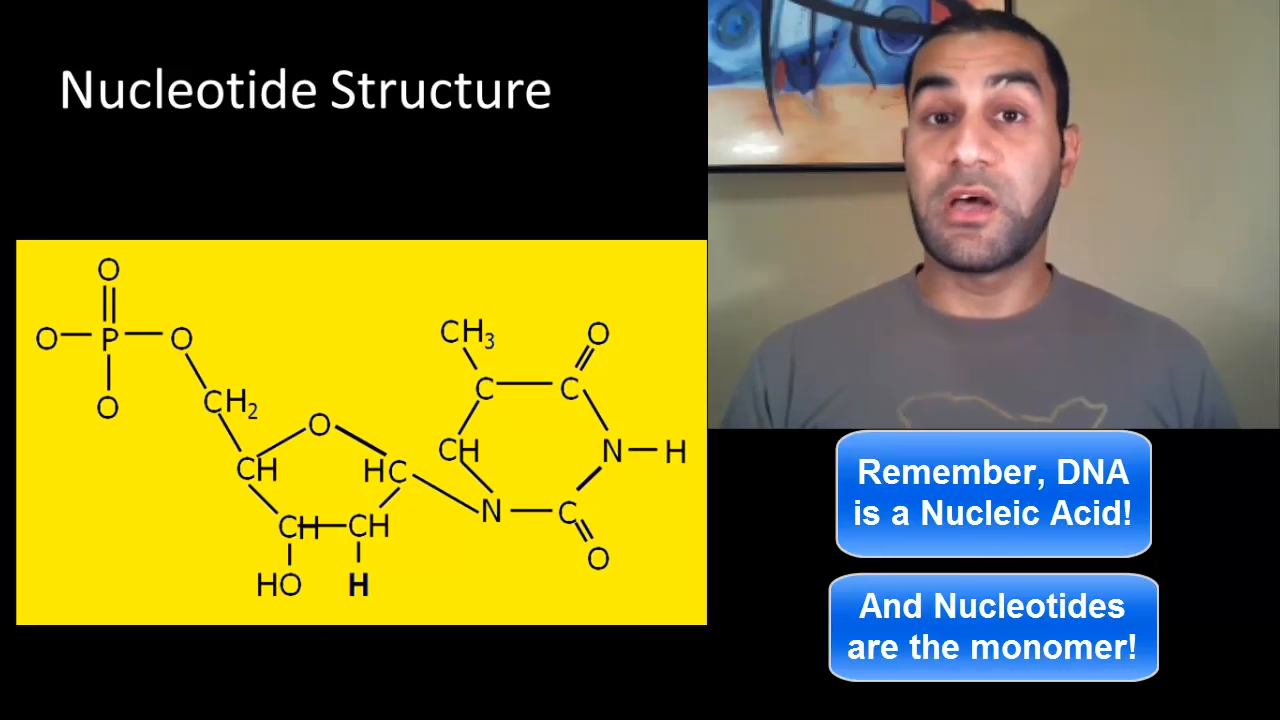 Nucleotide Structure
O
O P O
O
CH2
O
CH
HC
CH CH
HO H
CH3
O
C C
CH
N H
N C
O
Remember, DNA
is a Nucleic Acid!
And Nucleotides
are the monomer!